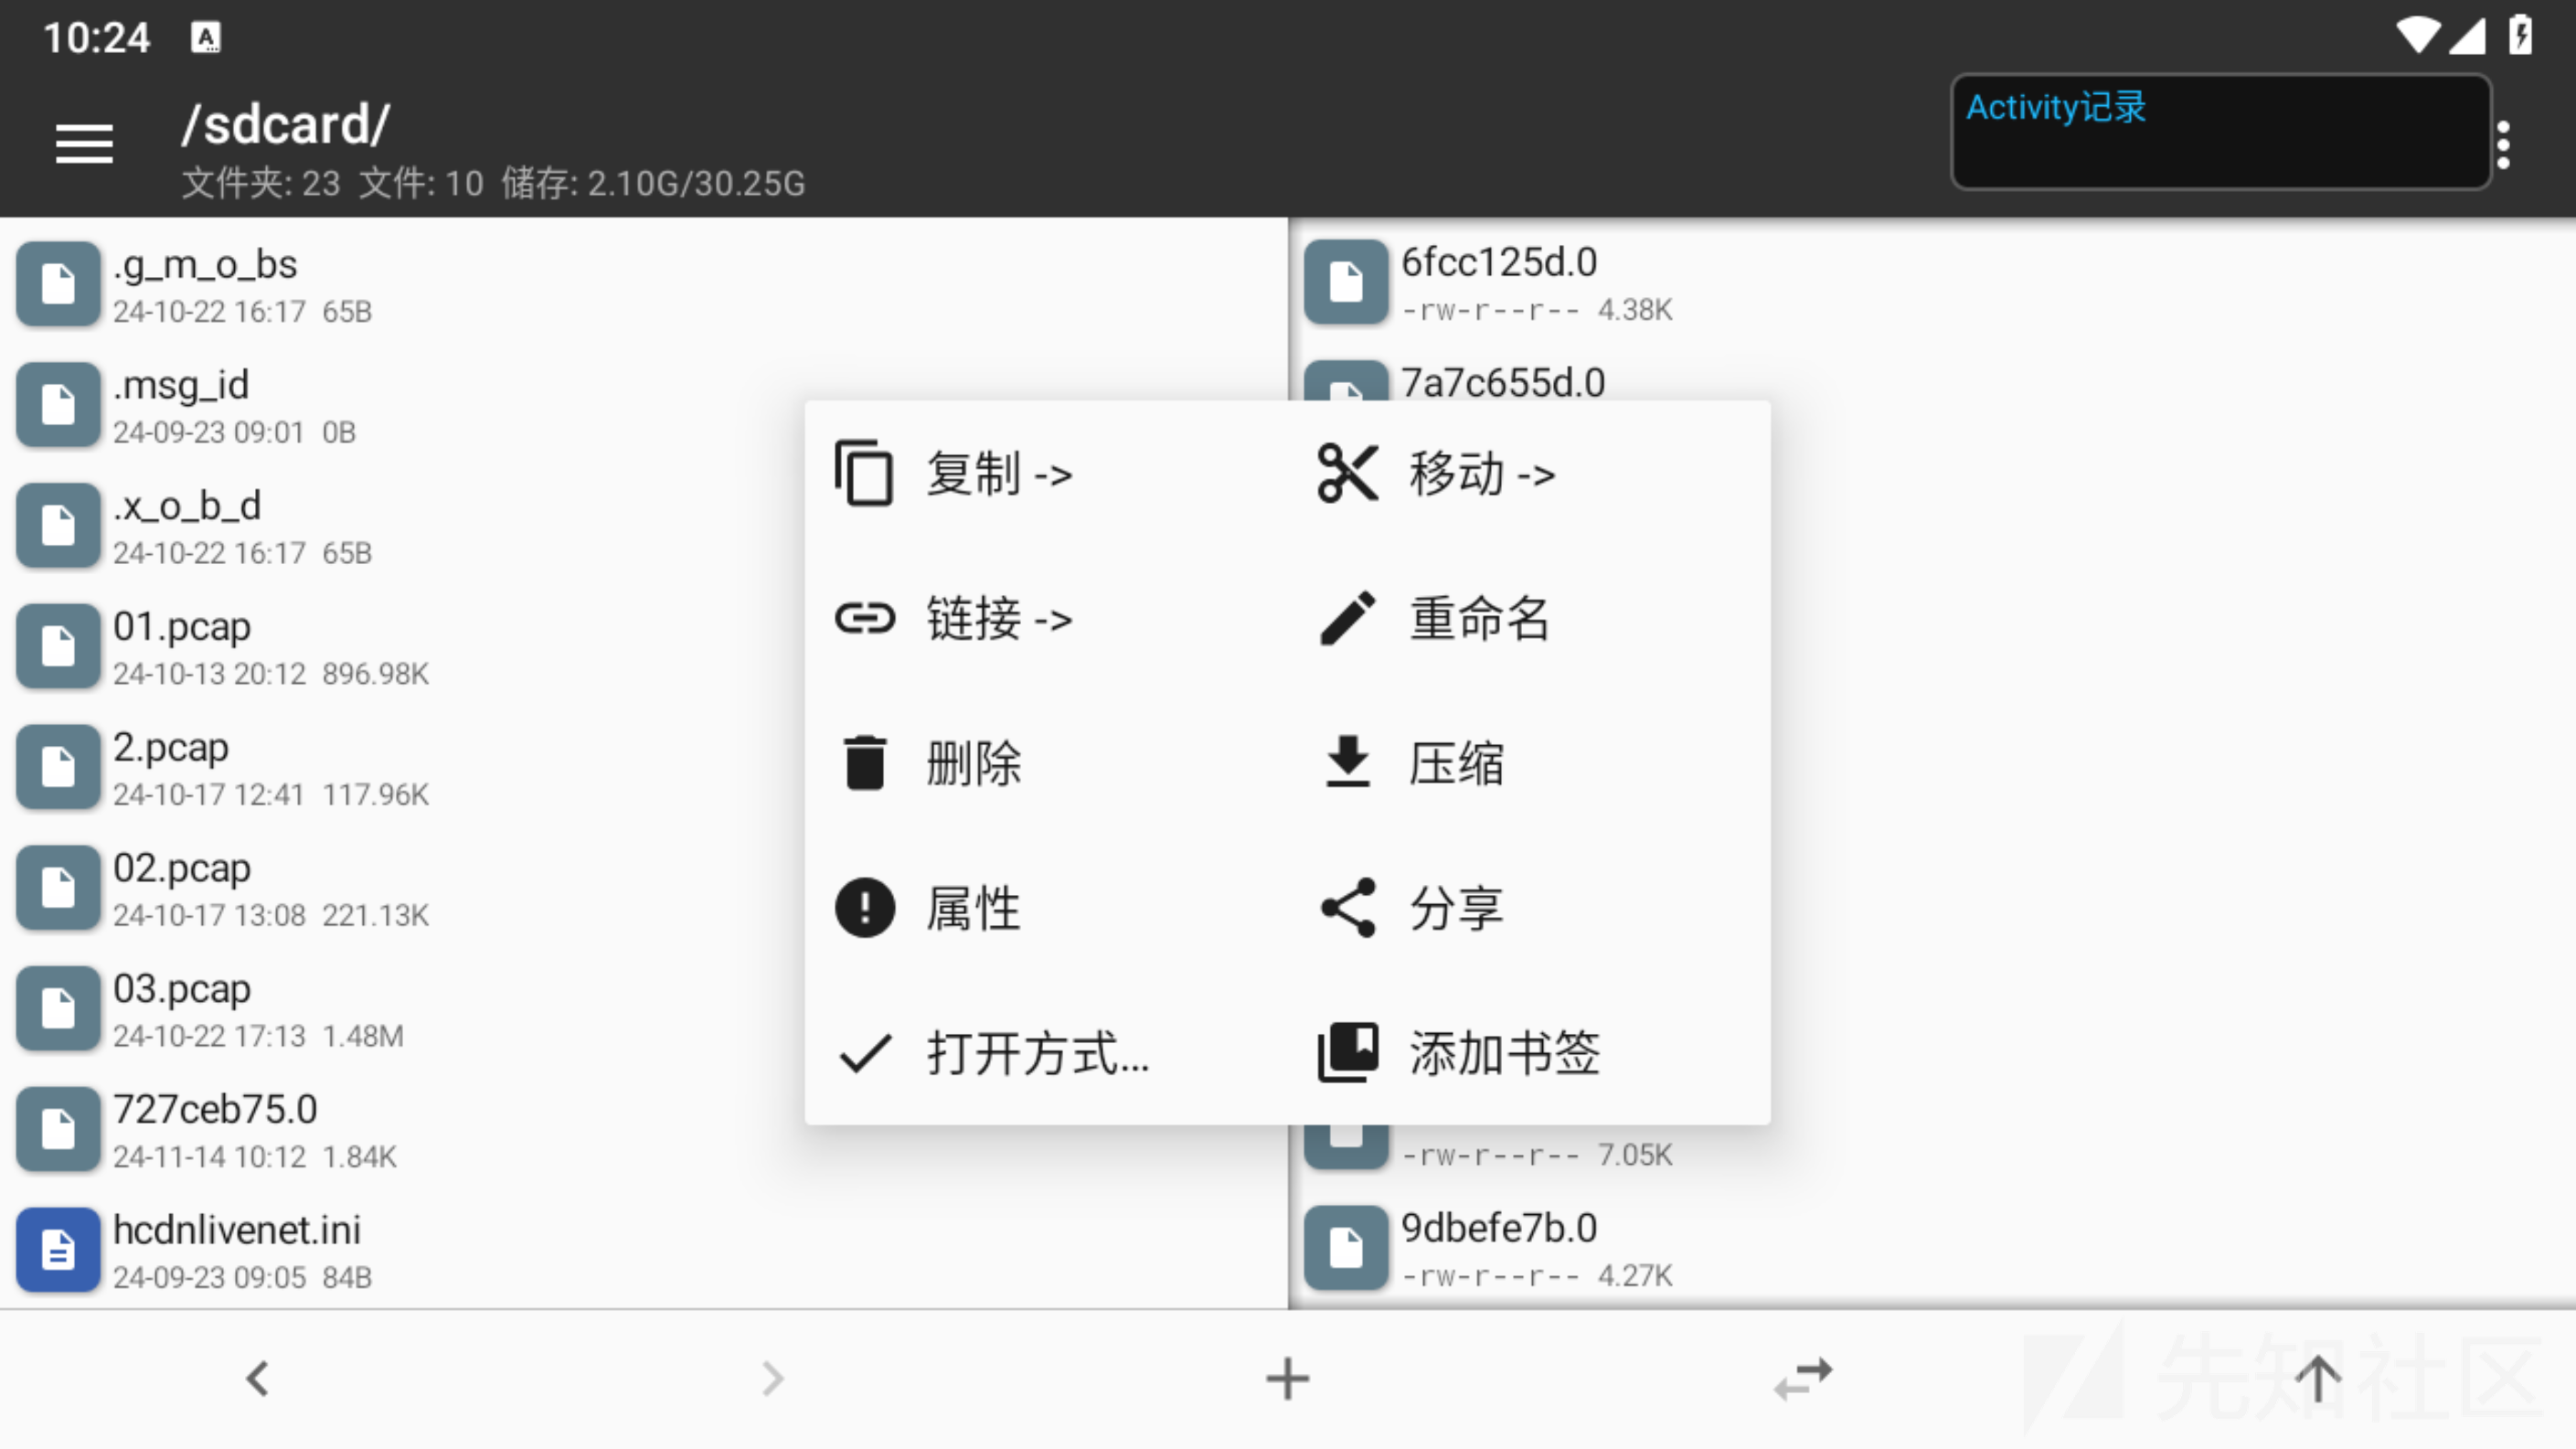 10:24
A
/sdcard/
文件夹: 23 文件: 10 储存: 2.10G/30.25G
Activity记录
.g_m_o_bs
24-10-22 16:17 65B
.msg_id
24-09-23 09:01 0B
.x_o_b_d
24-10-22 16:17 65B
01.pcap
24-10-13 20:12 896.98K
2.pcap
24-10-17 12:41 117.96K
02.pcap
24-10-17 13:08 221.13K
03.pcap
24-10-22 17:13 1.48M
727ceb75.0
24-11-14 10:12 1.84K
hcdnlivenet.ini
24-09-23 09:05 84B
复制 ->
移动 ->
链接 ->
重命名
删除
压缩
属性
分享
打开方式...
添加书签
6fcc125d.0
-rw-r--r-- 4.38K
7a7c655d.0
-rw-r--r-- 7.05K
9dbefe7b.0
-rw-r--r-- 4.27K
先知社区